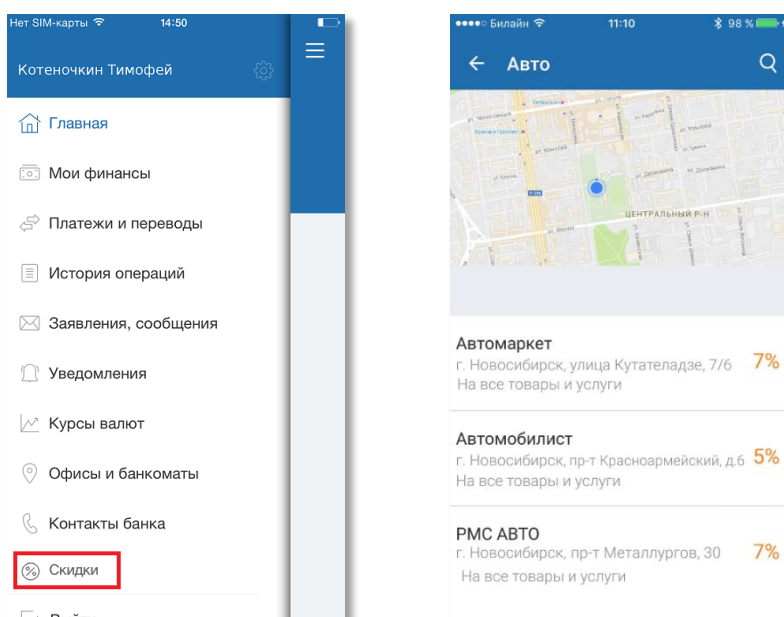 Нет SIM-карты 14:50
Котеночкин Тимофей
Главная
Мои финансы
Платежи и переводы
История операций
Заявления, сообщения
Уведомления
Курсы валют
Офисы и банкоматы
Контакты банка
Скидки
Билайн 11:10 98 %
Авто
ЦЕНТРАЛЬНЫЙ Р-Н
Автомаркет
г. Новосибирск, улица Кутателадзе, 7/6 7%
На все товары и услуги
Автомобилист
г. Новосибирск, пр-т Красноармейский, д.6 5%
На все товары и услуги
РМС АВТО
г. Новосибирск, пр-т Металлургов, 30 7%
На все товары и услуги